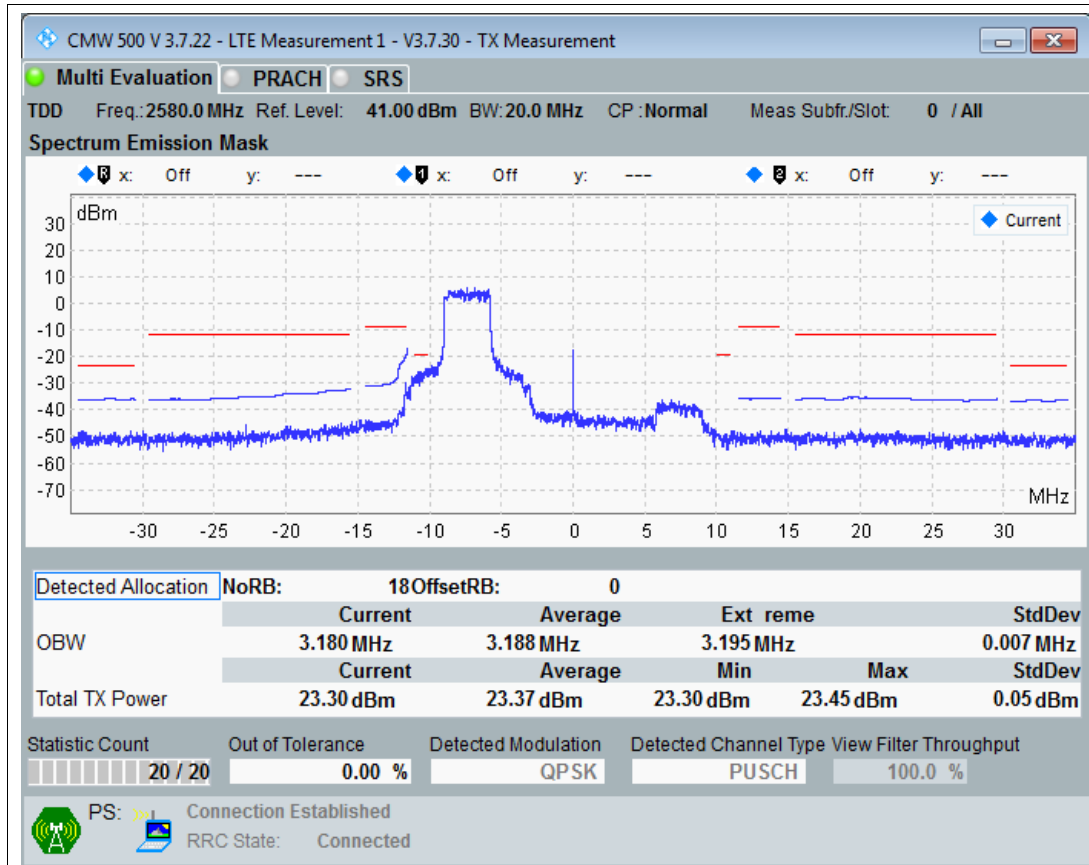 CMW 500 V 3.7.22 - LTE Measurement 1 - V3.7.30 - TX Measurement
Multi Evaluation PRACH SRS
TDD Freq.: 2580.0 MHz Ref. Level: 41.00 dBm BW: 20.0 MHz CP : Normal Meas Subfr./Slot: 0 / All
Spectrum Emission Mask
R x: Off y: --- 1 x: Off y: --- 2 x: Off y: ---
dBm
Current
30
20
10
0
-10
-20
-30
-40
-50
-60
-70
MHz
-30 -25 -20 -15 -10 -5 0 5 10 15 20 25 30
Detected Allocation NoRB: 18 OffsetRB: 0
Current Average Ext reme StdDev
OBW 3.180 MHz 3.188 MHz 3.195 MHz 0.007 MHz
Current Average Min Max StdDev
Total TX Power 23.30 dBm 23.37 dBm 23.30 dBm 23.45 dBm 0.05 dBm
Statistic Count Out of Tolerance Detected Modulation Detected Channel Type View Filter Throughput
20 / 20 0.00 % QPSK PUSCH 100.0 %
PS: Connection Established
RRC State: Connected